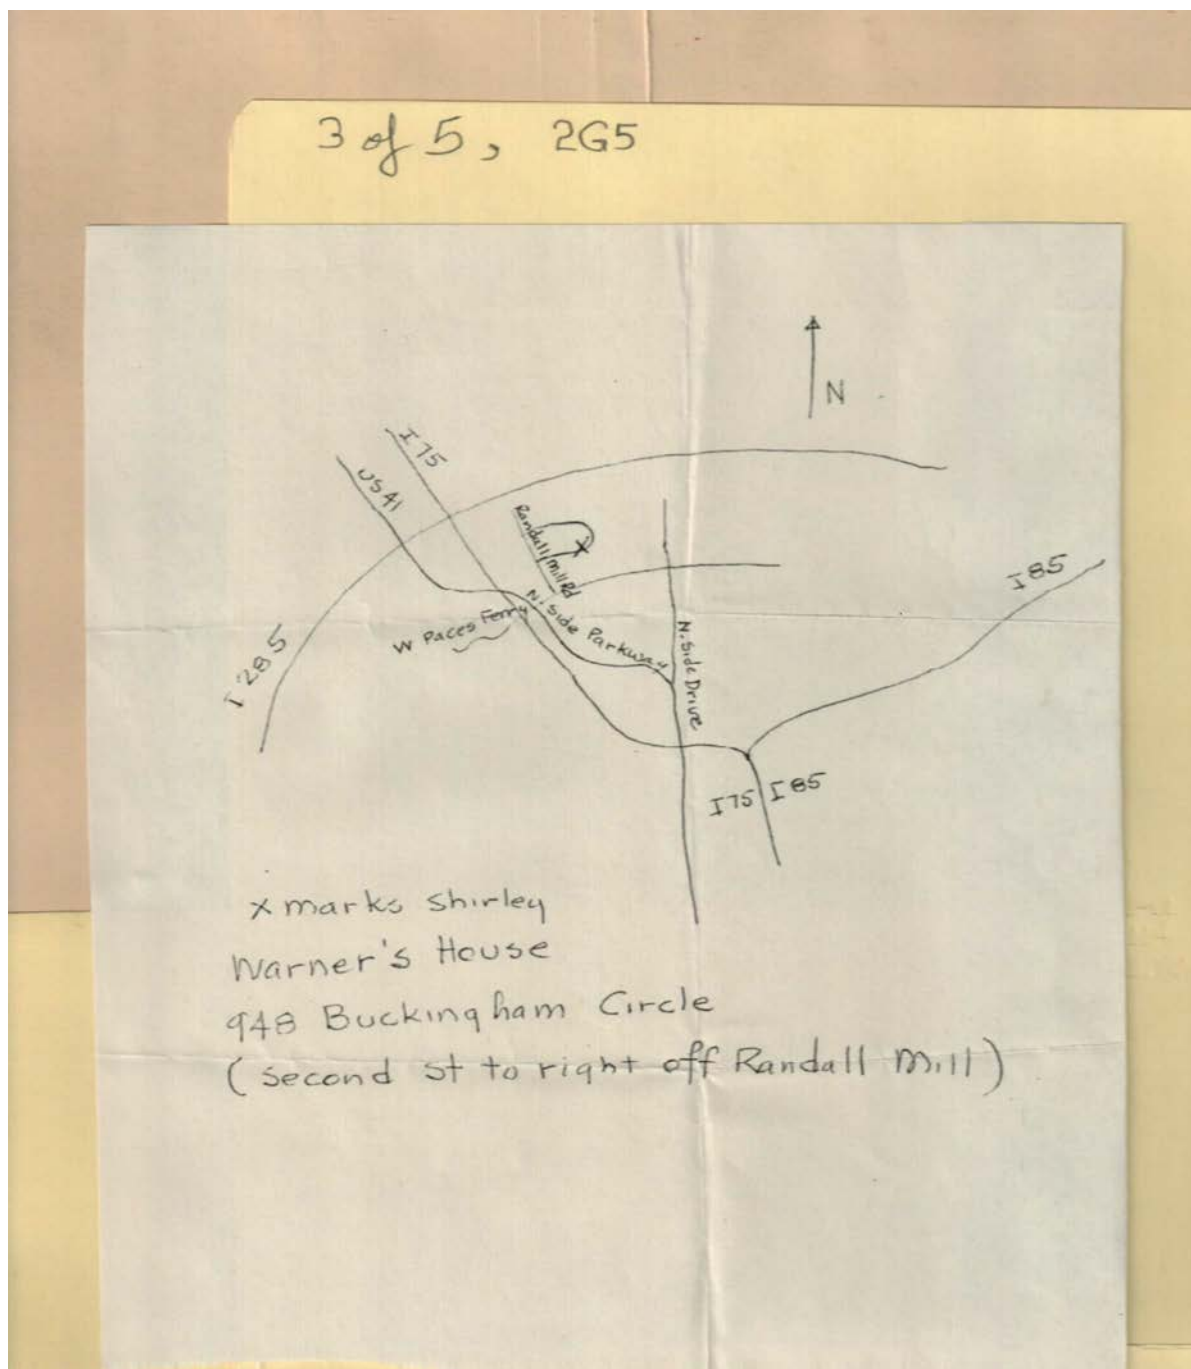 3 of 5, 2G5
N
I 75
US 41
Randall Mill Rd
I 85
N. Side Parkway
W Paces Ferry
N. Side Drive
I 285
I 75
I 85
x marks Shirley
Warner's House
948 Buckingham Circle
(second st to right off Randall Mill)